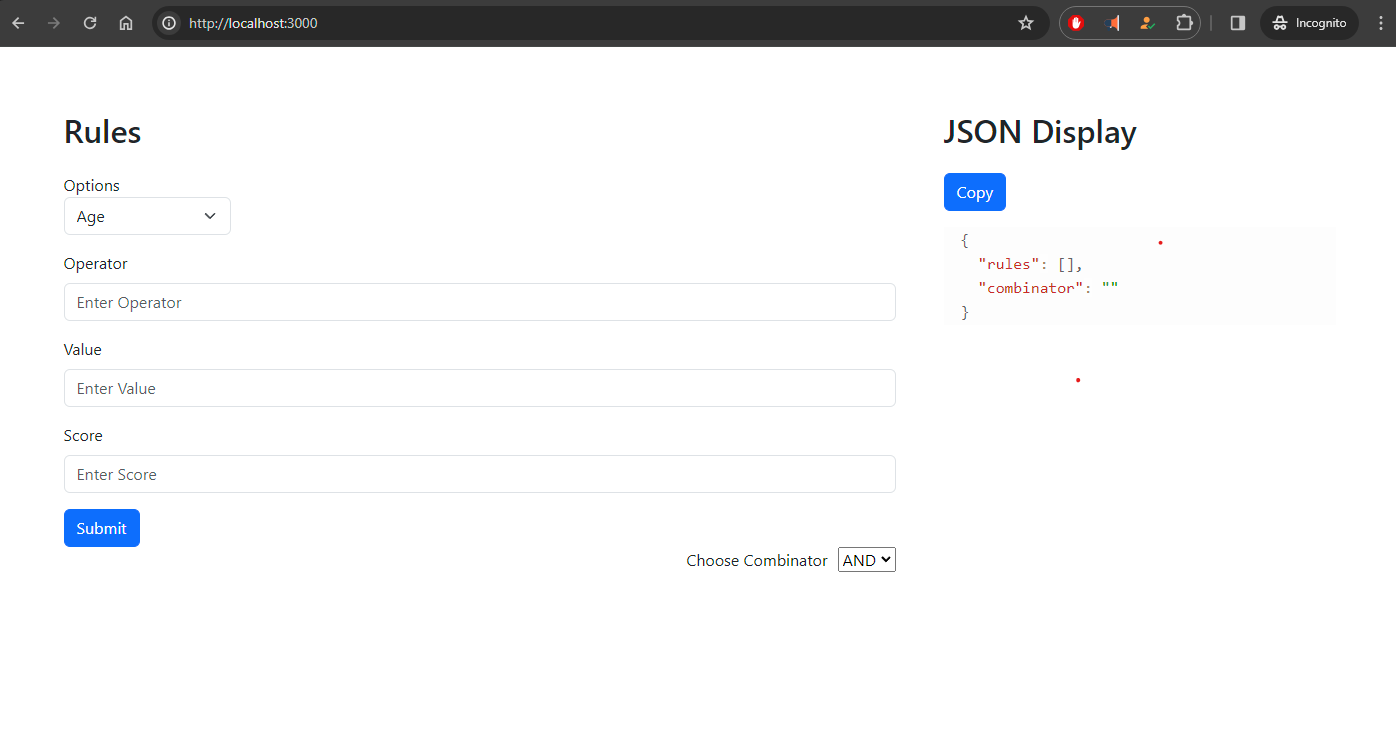 http://localhost:3000
Incognito
Rules
Options
Age
Operator
Enter Operator
Value
Enter Value
Score
Enter Score
Submit
Choose Combinator AND
JSON Display
Copy
{
"rules": [],
"combinator": ""
}